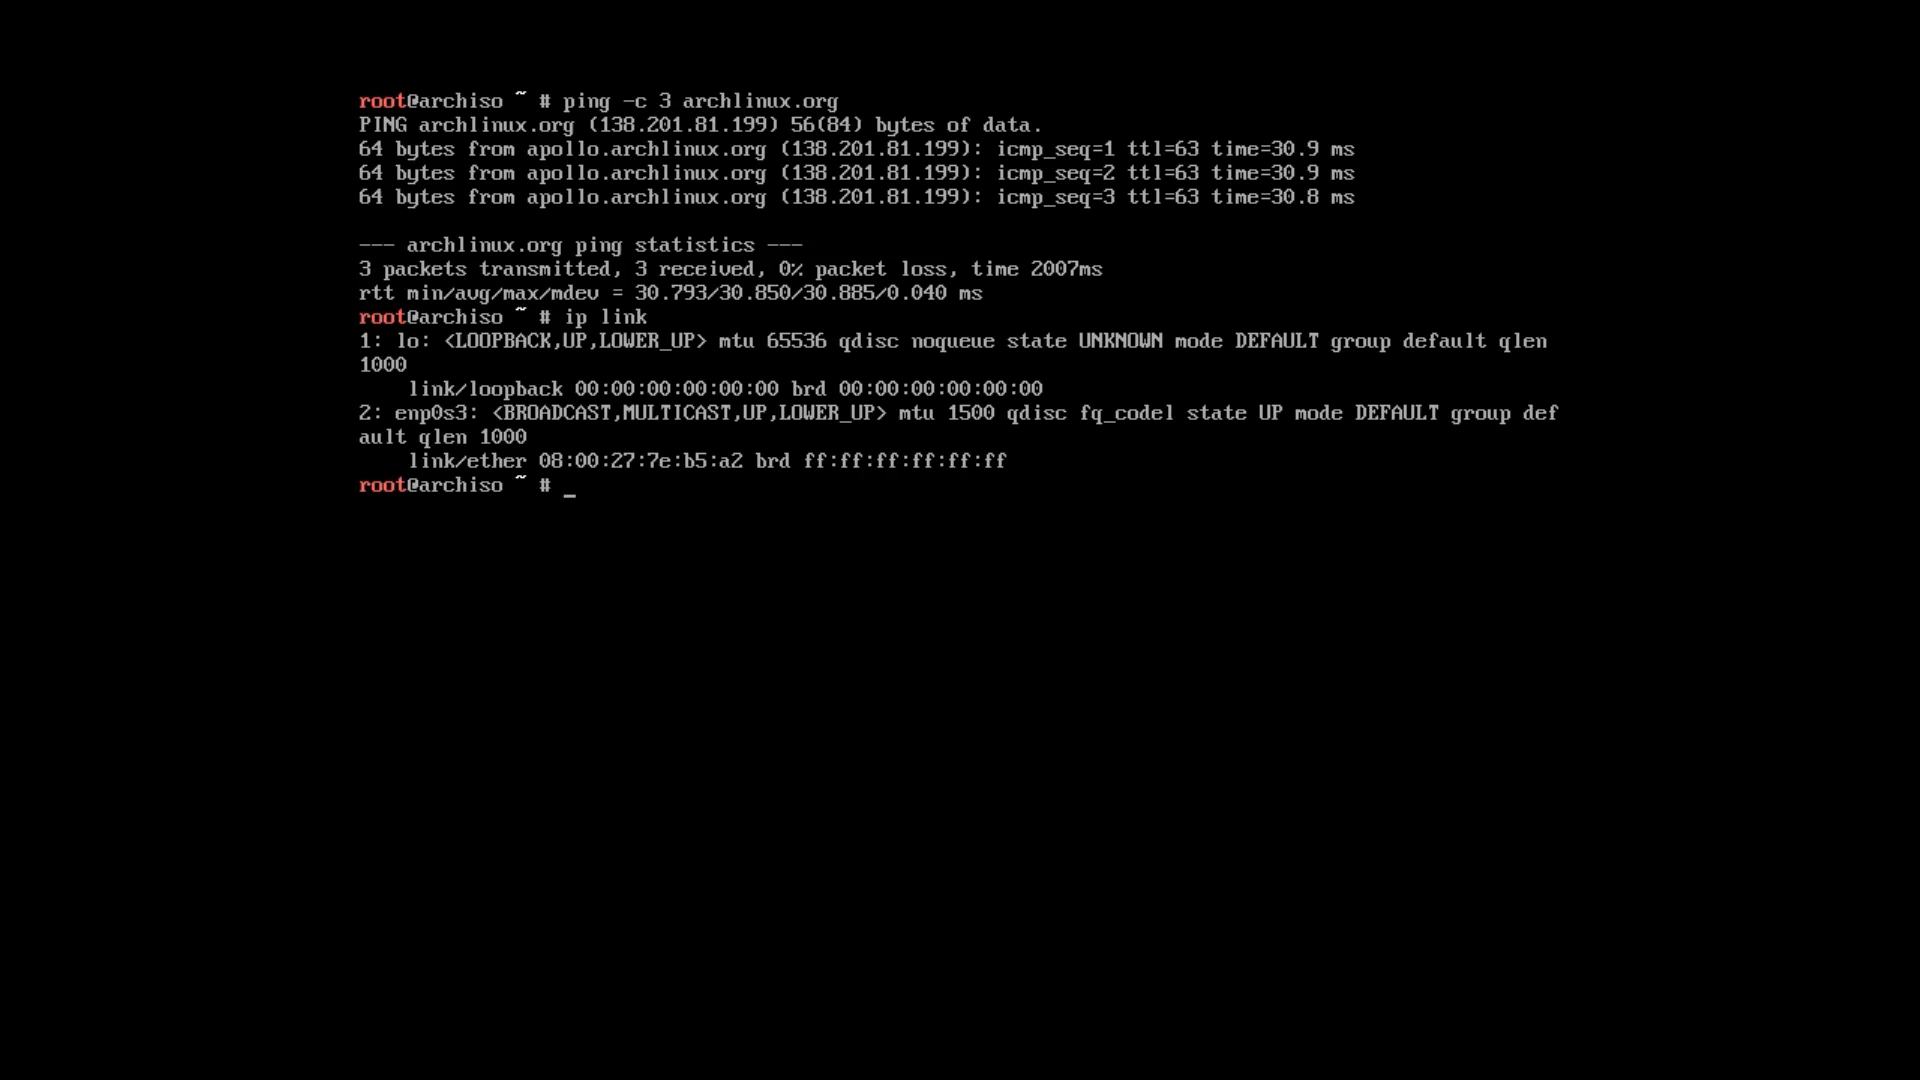 root@archiso ~ # ping -c 3 archlinux.org
PING archlinux.org (138.201.81.199) 56(84) bytes of data.
64 bytes from apollo.archlinux.org (138.201.81.199): icmp_seq=1 ttl=63 time=30.9 ms
64 bytes from apollo.archlinux.org (138.201.81.199): icmp_seq=2 ttl=63 time=30.9 ms
64 bytes from apollo.archlinux.org (138.201.81.199): icmp_seq=3 ttl=63 time=30.8 ms

--- archlinux.org ping statistics ---
3 packets transmitted, 3 received, 0% packet loss, time 2007ms
rtt min/avg/max/mdev = 30.793/30.850/30.885/0.040 ms
root@archiso ~ # ip link
1: lo: <LOOPBACK,UP,LOWER_UP> mtu 65536 qdisc noqueue state UNKNOWN mode DEFAULT group default qlen
1000
    link/loopback 00:00:00:00:00:00 brd 00:00:00:00:00:00
2: enp0s3: <BROADCAST,MULTICAST,UP,LOWER_UP> mtu 1500 qdisc fq_codel state UP mode DEFAULT group def
ault qlen 1000
    link/ether 08:00:27:7e:b5:a2 brd ff:ff:ff:ff:ff:ff
root@archiso ~ # _